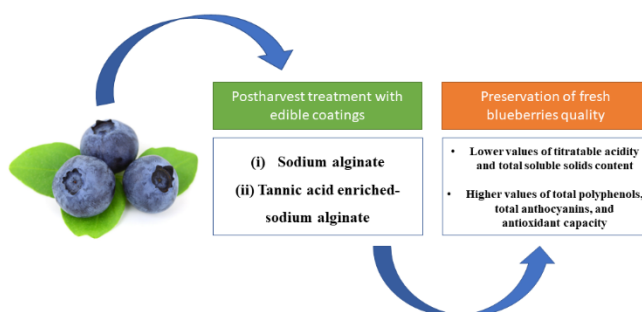 Postharvest treatment with
edible coatings
(i) Sodium alginate
(ii) Tannic acid enriched-
sodium alginate
Preservation of fresh
blueberries quality
• Lower values of titratable acidity
and total soluble solids content
• Higher values of total polyphenols,
total anthocyanins, and
antioxidant capacity